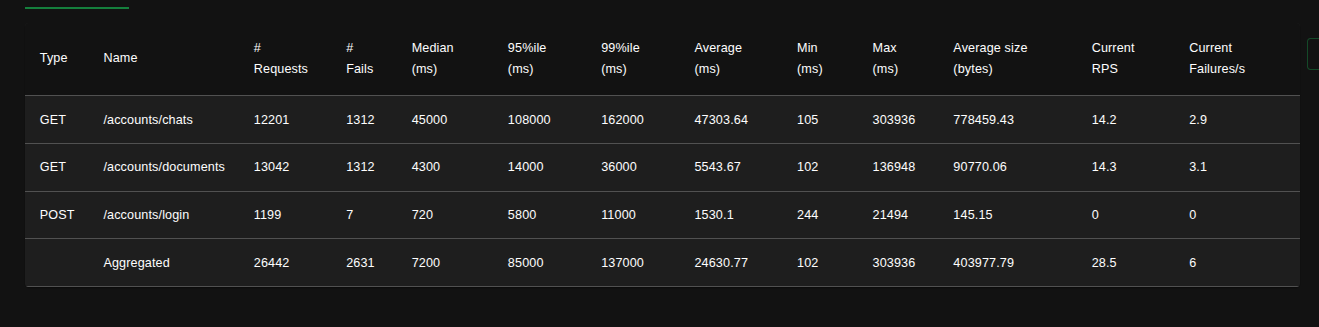 Type Name # Requests # Fails Median (ms) 95%ile (ms) 99%ile (ms) Average (ms) Min (ms) Max (ms) Average size (bytes) Current RPS Current Failures/s
GET /accounts/chats 12201 1312 45000 108000 162000 47303.64 105 303936 778459.43 14.2 2.9
GET /accounts/documents 13042 1312 4300 14000 36000 5543.67 102 136948 90770.06 14.3 3.1
POST /accounts/login 1199 7 720 5800 11000 1530.1 244 21494 145.15 0 0
Aggregated 26442 2631 7200 85000 137000 24630.77 102 303936 403977.79 28.5 6